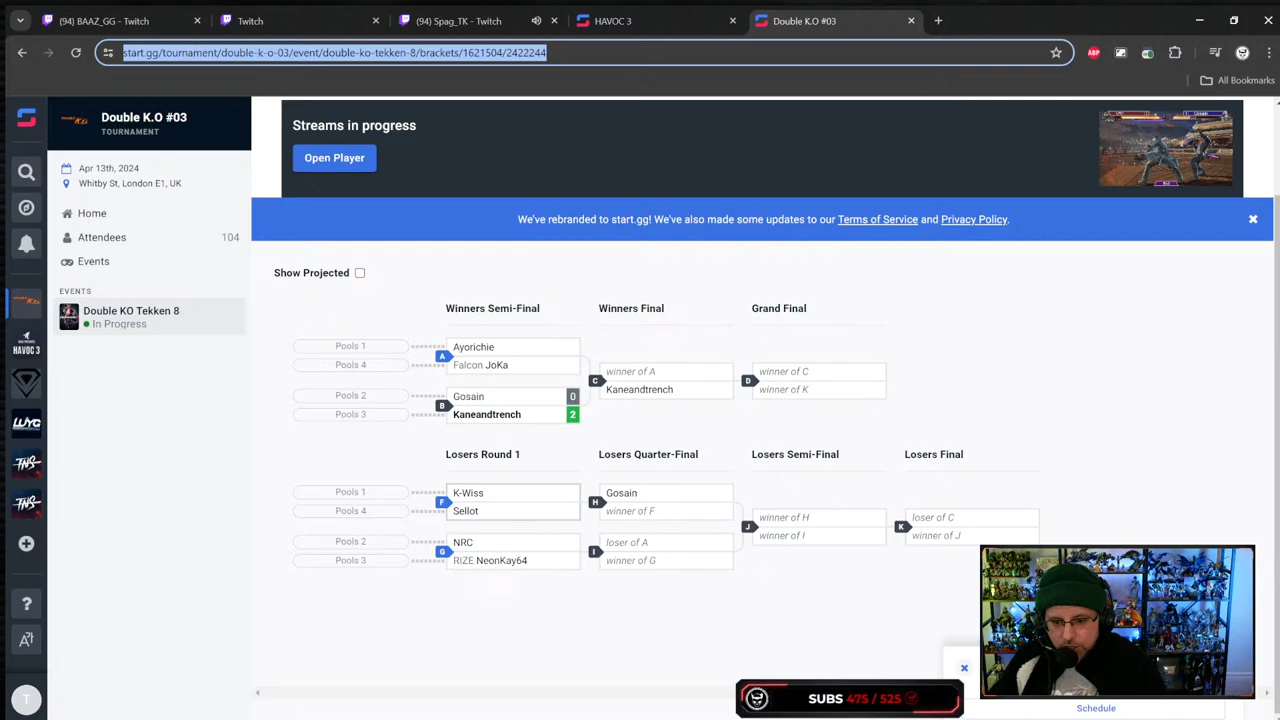 (94) BAAZ_GG - Twitch
Twitch
(94) Spag_TK - Twitch
HAVOC 3
Double K.O #03
start.gg/tournament/double-k-o-03/event/double-ko-tekken-8/brackets/1621504/2422244
ABP
All Bookmarks
Double K.O #03
TOURNAMENT
Apr 13th, 2024
Whitby St, London E1, UK
Home
Attendees 104
Events
EVENTS
Double KO Tekken 8
In Progress
HAVOC 3
WYC
TNS
TNS
?
T
Streams in progress
Open Player
We've rebranded to start.gg! We've also made some updates to our Terms of Service and Privacy Policy.
Show Projected
Winners Semi-Final
Winners Final
Grand Final
Pools 1
Pools 4
A
Ayorichie
Falcon JoKa
Pools 2
Pools 3
B
Gosain 0
Kaneandtrench 2
C
winner of A
Kaneandtrench
D
winner of C
winner of K
Losers Round 1
Losers Quarter-Final
Losers Semi-Final
Losers Final
Pools 1
Pools 4
F
K-Wiss
Sellot
Pools 2
Pools 3
G
NRC
RIZE NeonKay64
H
Gosain
winner of F
I
loser of A
winner of G
J
winner of H
winner of I
K
loser of C
winner of J
SUBS 475 / 525
Schedule